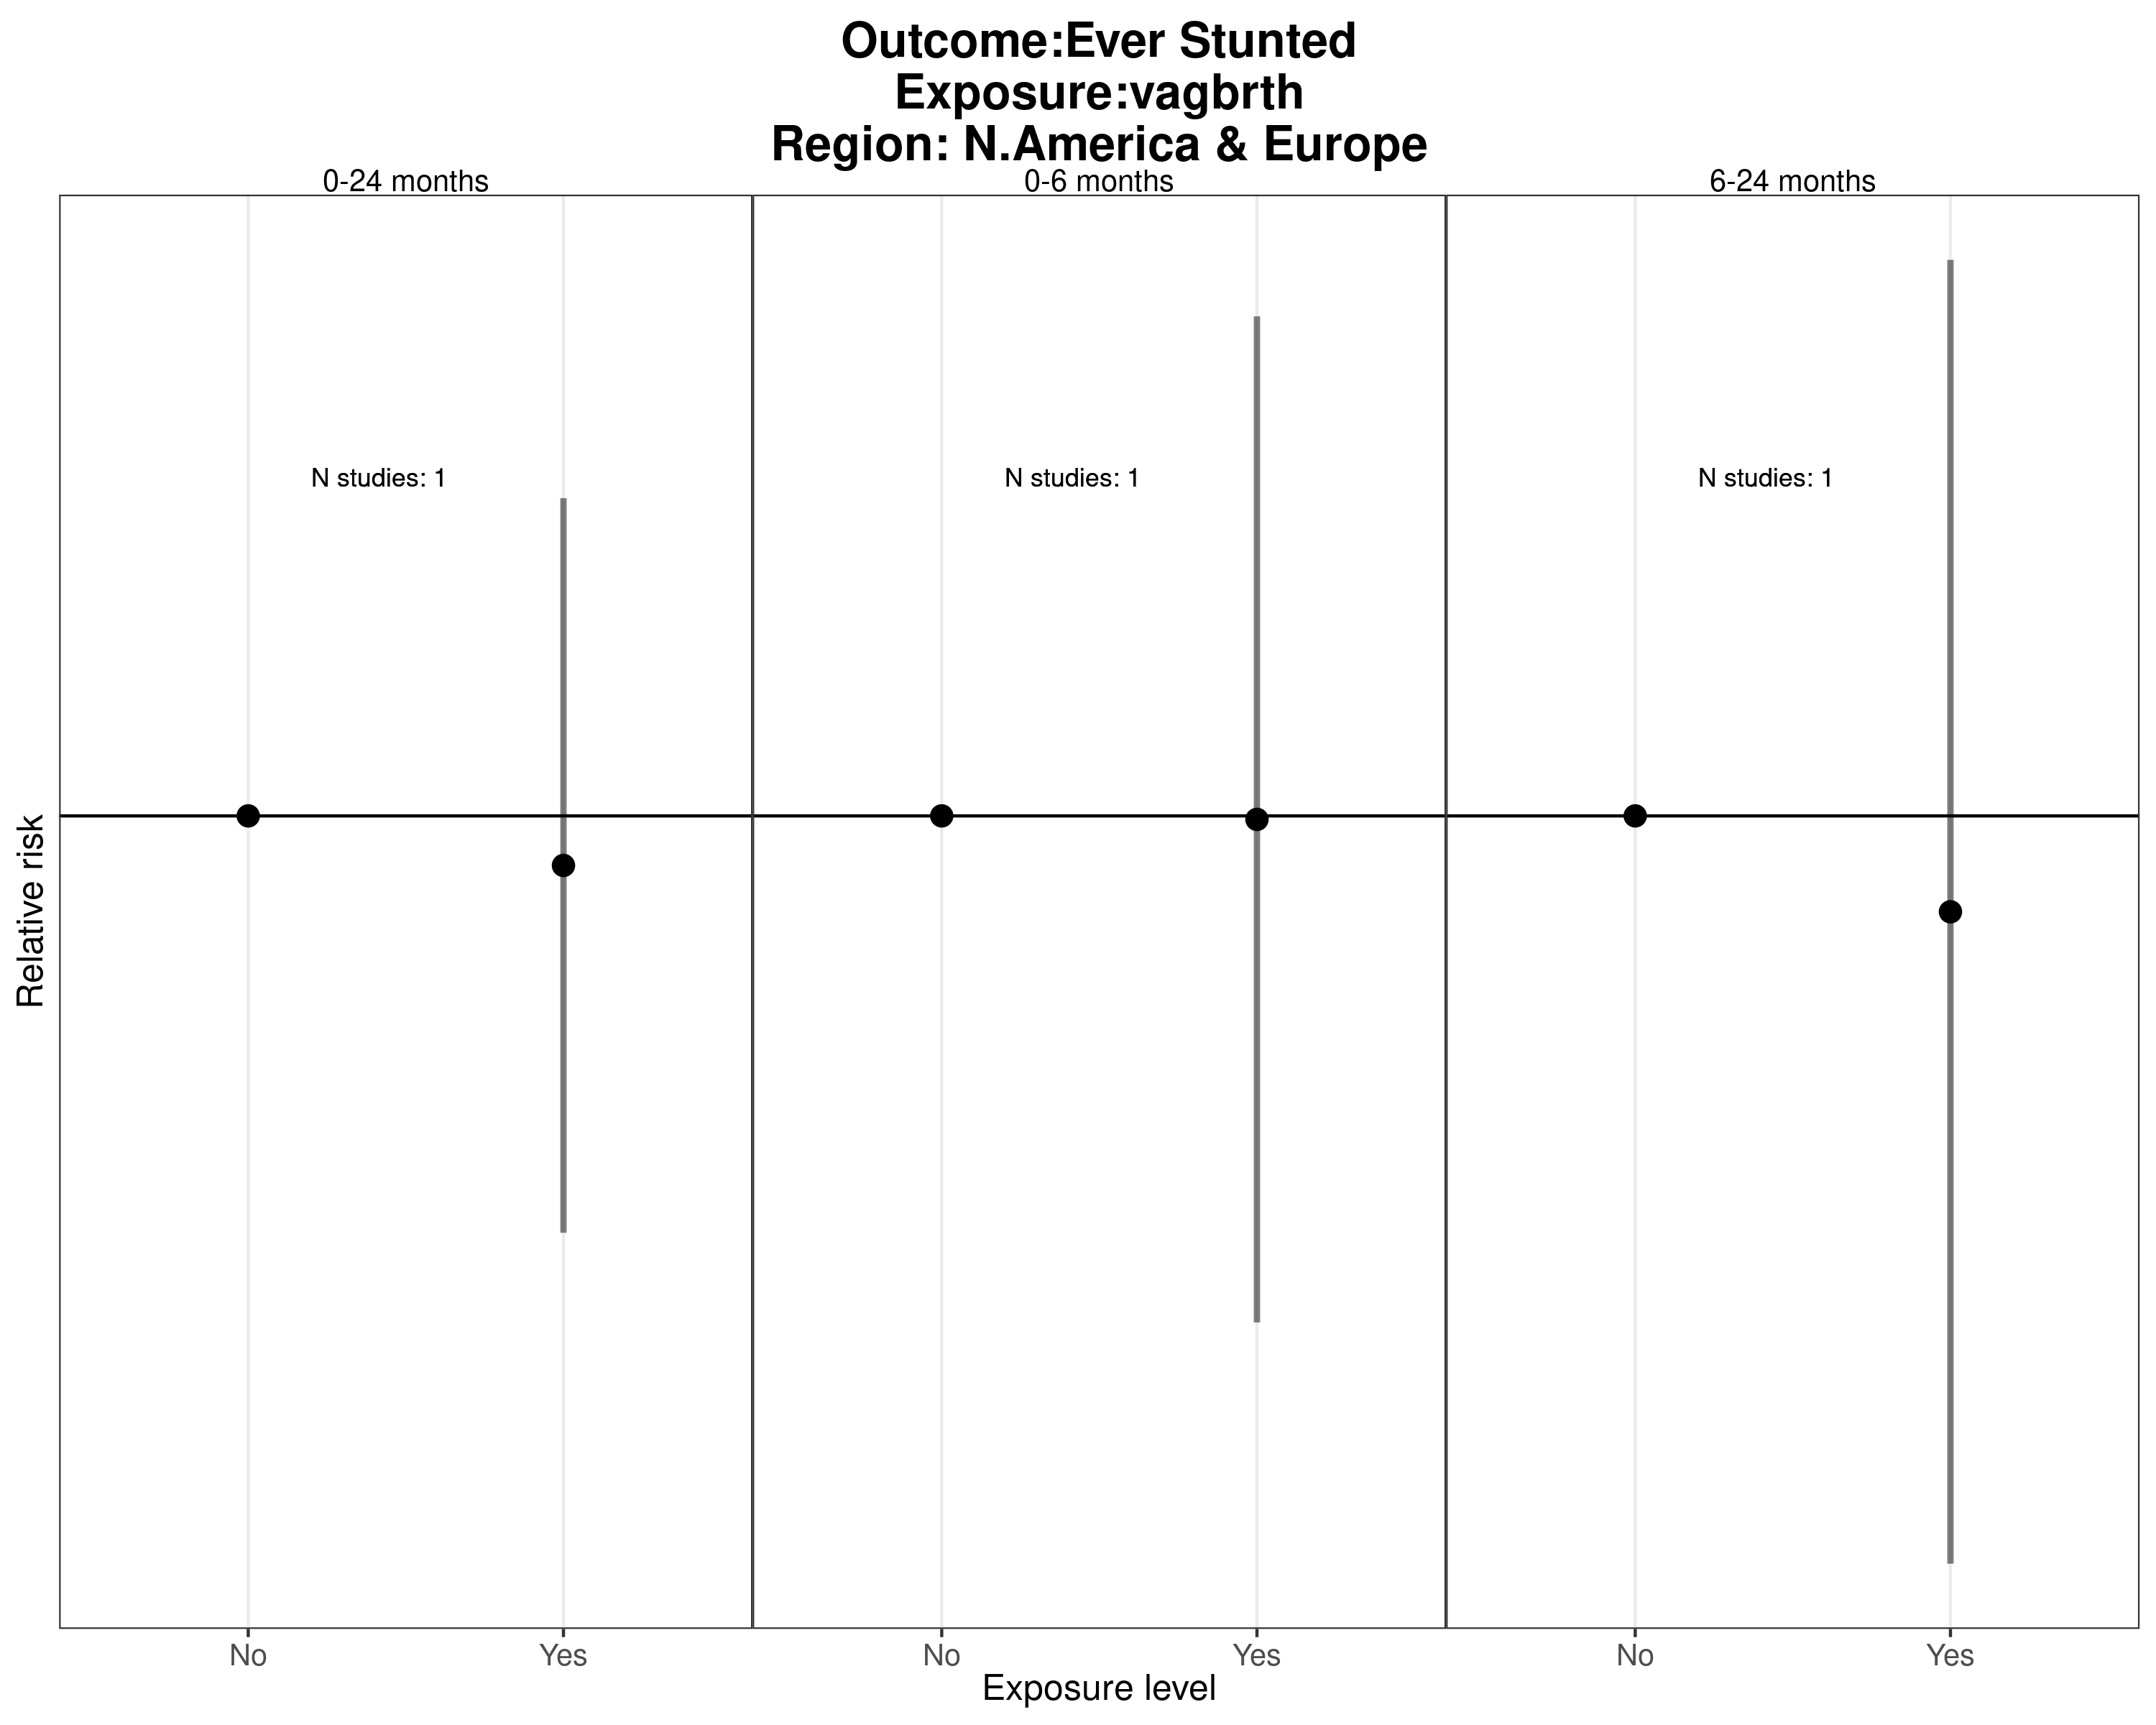 Outcome:Ever Stunted
Exposure:vagbrth
Region: N.America & Europe
0-24 months
0-6 months
6-24 months
N studies: 1
N studies: 1
N studies: 1
Relative risk
No
Yes
No
Yes
No
Yes
Exposure level